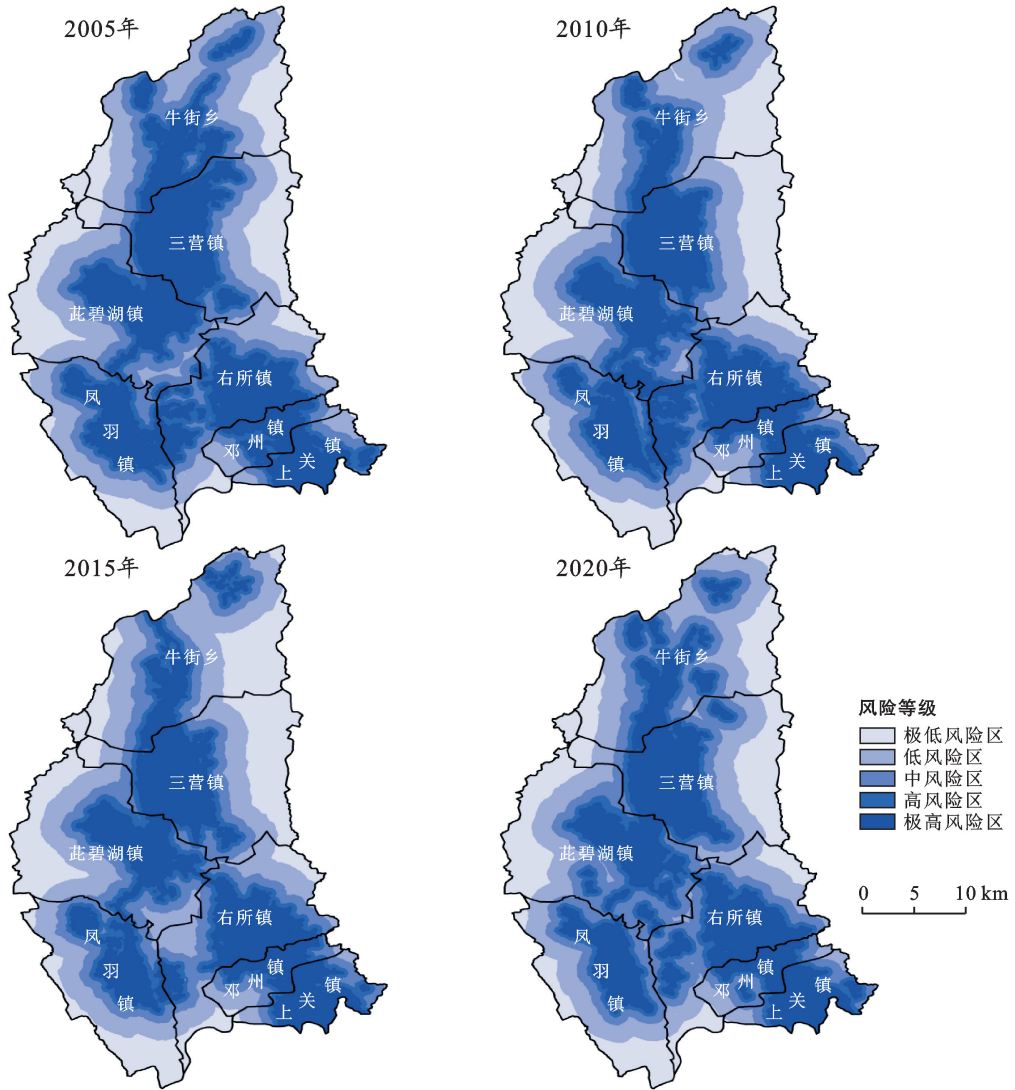 2005年
牛街乡
三营镇
茈碧湖镇
右所镇
凤羽镇
邓州镇
上关镇
2010年
牛街乡
三营镇
茈碧湖镇
右所镇
凤羽镇
邓州镇
上关镇
2015年
牛街乡
三营镇
茈碧湖镇
右所镇
凤羽镇
邓州镇
上关镇
2020年
牛街乡
三营镇
茈碧湖镇
右所镇
凤羽镇
邓州镇
上关镇
风险等级
极低风险区
低风险区
中风险区
高风险区
极高风险区
0 5 10 km